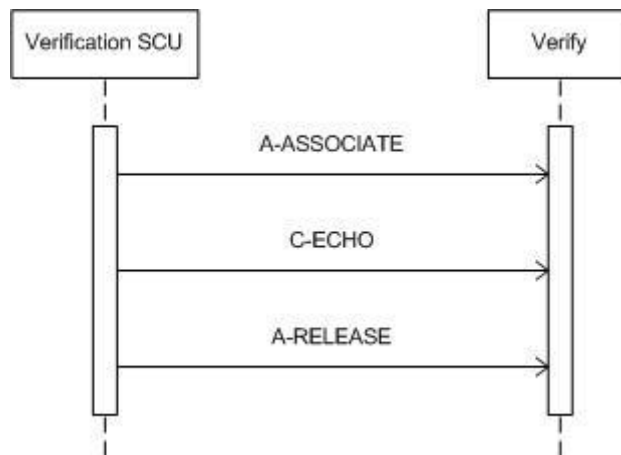 Verification SCU
Verify
A-ASSOCIATE
C-ECHO
A-RELEASE